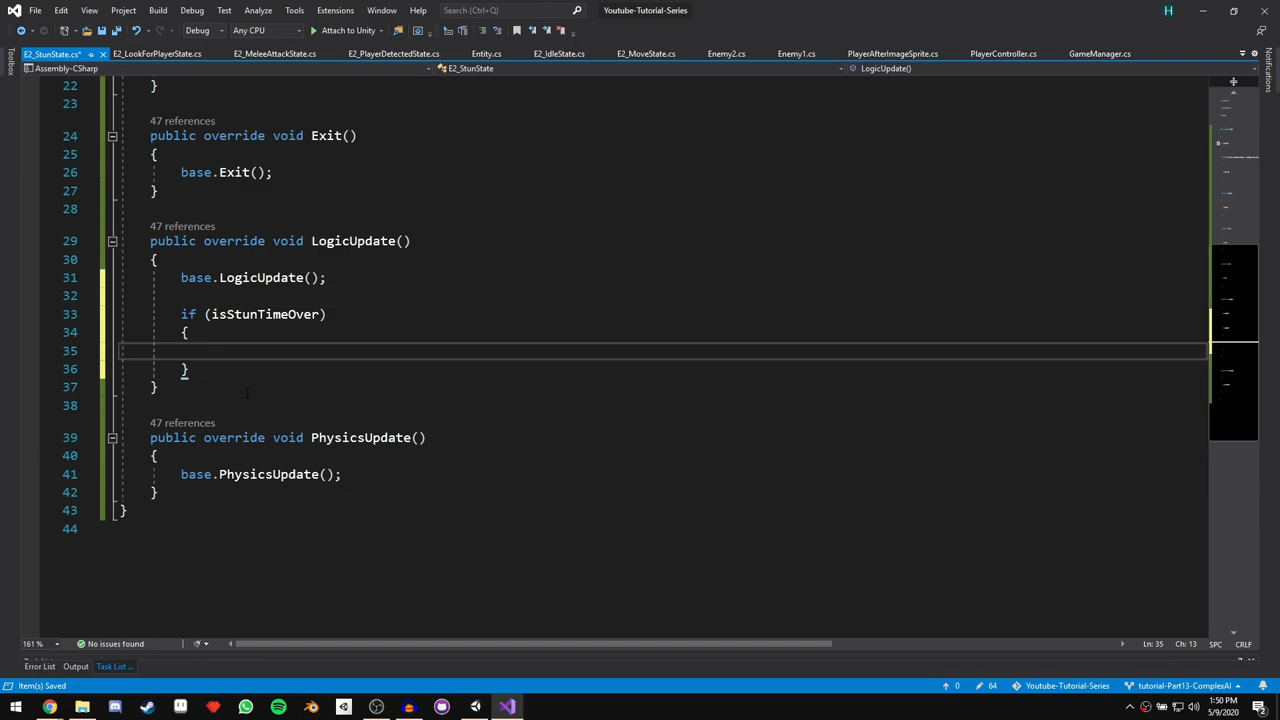 File Edit View Project Build Debug Test Analyze Tools Extensions Window Help Search (Ctrl+Q) Youtube-Tutorial-Series H
Debug Any CPU Attach to Unity
Toolbox
Notifications
E2_StunState.cs* E2_LookForPlayerState.cs E2_MeleeAttackState.cs E2_PlayerDetectedState.cs Entity.cs E2_IdleState.cs E2_MoveState.cs Enemy2.cs Enemy1.cs PlayerAfterImageSprite.cs PlayerController.cs GameManager.cs
Assembly-CSharp E2_StunState LogicUpdate()
22 }
23
47 references
24 public override void Exit()
25 {
26 base.Exit();
27 }
28
47 references
29 public override void LogicUpdate()
30 {
31 base.LogicUpdate();
32
33 if (isStunTimeOver)
34 {
35
36 }
37 }
38
47 references
39 public override void PhysicsUpdate()
40 {
41 base.PhysicsUpdate();
42 }
43 }
44
161 % No issues found Ln: 35 Ch: 13 SPC CRLF
Error List Output Task List ...
Item(s) Saved 0 64 Youtube-Tutorial-Series tutorial-Part13-ComplexAI
1:50 PM
5/9/2020